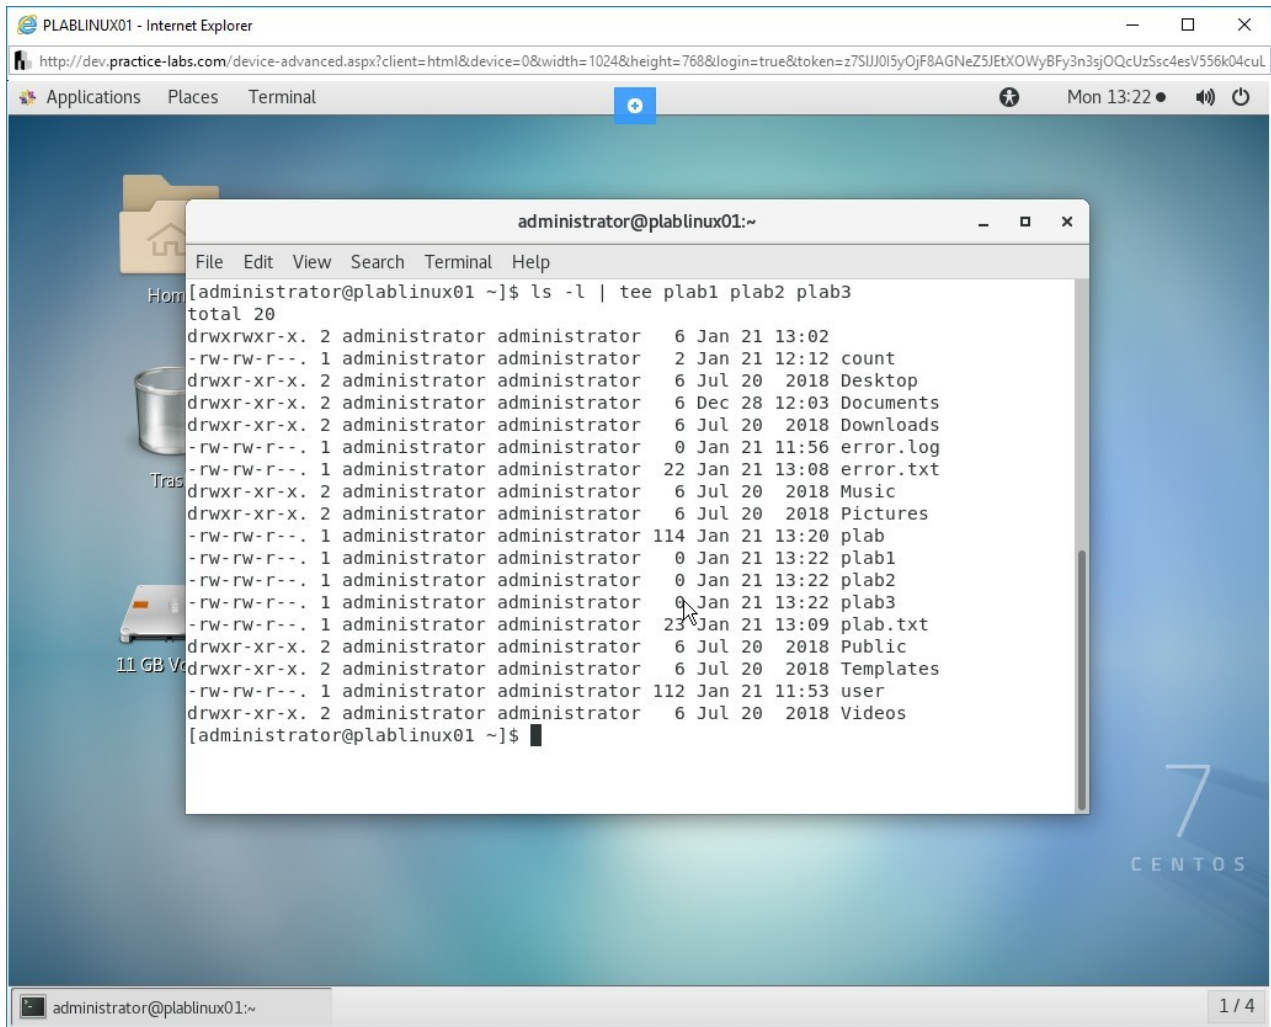 PLABLINUX01 - Internet Explorer
http://dev.practice-labs.com/device-advanced.aspx?client=html&device=0&width=1024&height=768&login=true&token=z7SIJJ0I5yOjF8AGNeZ5JEtXOWyBFy3n3sjOQcUzSsc4esV556k04cuL
Applications Places Terminal Mon 13:22
administrator@plablinux01:~
File Edit View Search Terminal Help
[administrator@plablinux01 ~]$ ls -l | tee plab1 plab2 plab3
total 20
drwxrwxr-x. 2 administrator administrator   6 Jan 21 13:02
-rw-rw-r--. 1 administrator administrator   2 Jan 21 12:12 count
drwxr-xr-x. 2 administrator administrator   6 Jul 20  2018 Desktop
drwxr-xr-x. 2 administrator administrator   6 Dec 28 12:03 Documents
drwxr-xr-x. 2 administrator administrator   6 Jul 20  2018 Downloads
-rw-rw-r--. 1 administrator administrator   0 Jan 21 11:56 error.log
-rw-rw-r--. 1 administrator administrator  22 Jan 21 13:08 error.txt
drwxr-xr-x. 2 administrator administrator   6 Jul 20  2018 Music
drwxr-xr-x. 2 administrator administrator   6 Jul 20  2018 Pictures
-rw-rw-r--. 1 administrator administrator 114 Jan 21 13:20 plab
-rw-rw-r--. 1 administrator administrator   0 Jan 21 13:22 plab1
-rw-rw-r--. 1 administrator administrator   0 Jan 21 13:22 plab2
-rw-rw-r--. 1 administrator administrator   0 Jan 21 13:22 plab3
-rw-rw-r--. 1 administrator administrator  23 Jan 21 13:09 plab.txt
drwxr-xr-x. 2 administrator administrator   6 Jul 20  2018 Public
drwxr-xr-x. 2 administrator administrator   6 Jul 20  2018 Templates
-rw-rw-r--. 1 administrator administrator 112 Jan 21 11:53 user
drwxr-xr-x. 2 administrator administrator   6 Jul 20  2018 Videos
[administrator@plablinux01 ~]$
Hom
Tras
11 GB Vo
7
CENTOS
administrator@plablinux01:~
1 / 4